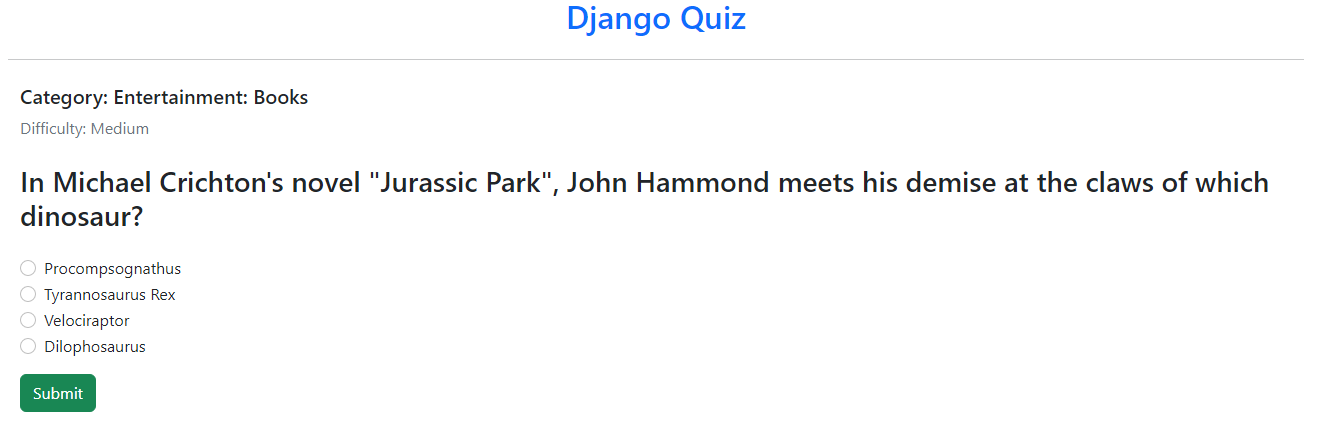 Django Quiz
Category: Entertainment: Books
Difficulty: Medium
In Michael Crichton's novel "Jurassic Park", John Hammond meets his demise at the claws of which
dinosaur?
Procompsognathus
Tyrannosaurus Rex
Velociraptor
Dilophosaurus
Submit